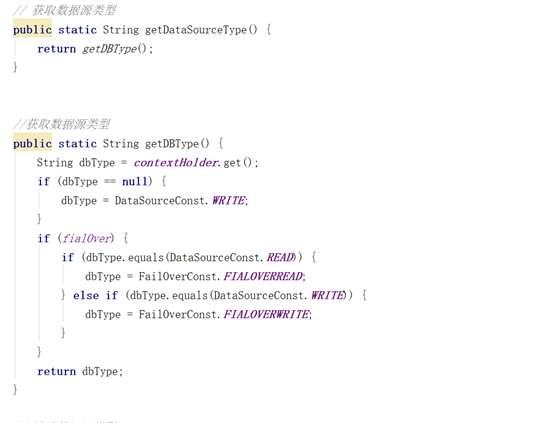 // 获取数据源类型
public static String getDataSourceType() {
return getDBType();
}
//获取数据源类型
public static String getDBType() {
String dbType = contextHolder.get();
if (dbType == null) {
dbType = DataSourceConst.WRITE;
}
if (fialOver) {
if (dbType.equals(DataSourceConst.READ)) {
dbType = FailOverConst.FIALOVERREAD;
} else if (dbType.equals(DataSourceConst.WRITE)) {
dbType = FailOverConst.FIALOVERWRITE;
}
}
return dbType;
}